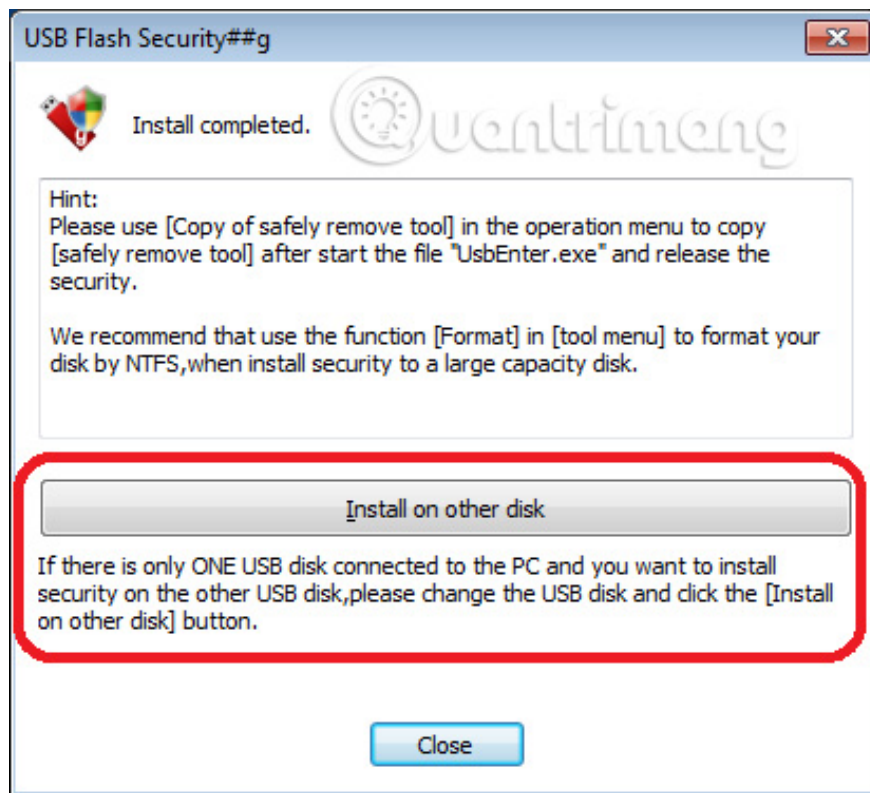 USB Flash Security##g
Install completed.
Quantrimang
Hint:
Please use [Copy of safely remove tool] in the operation menu to copy
[safely remove tool] after start the file "UsbEnter.exe" and release the
security.
We recommend that use the function [Format] in [tool menu] to format your
disk by NTFS,when install security to a large capacity disk.
Install on other disk
If there is only ONE USB disk connected to the PC and you want to install
security on the other USB disk,please change the USB disk and click the [Install
on other disk] button.
Close